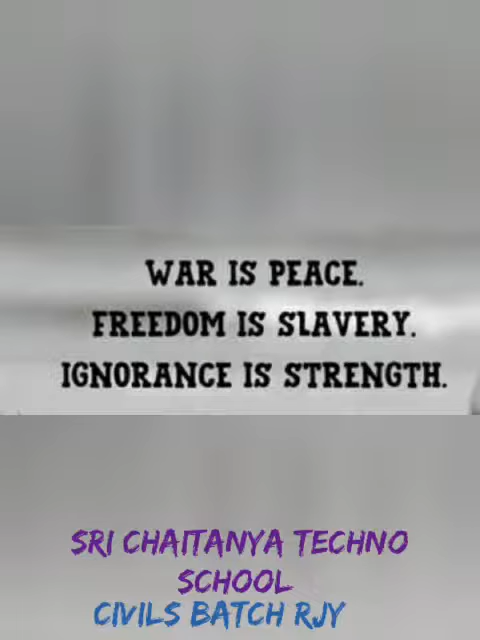 WAR IS PEACE.
FREEDOM IS SLAVERY.
IGNORANCE IS STRENGTH.
SRI CHAITANYA TECHNO
SCHOOL
CIVILS BATCH RJY